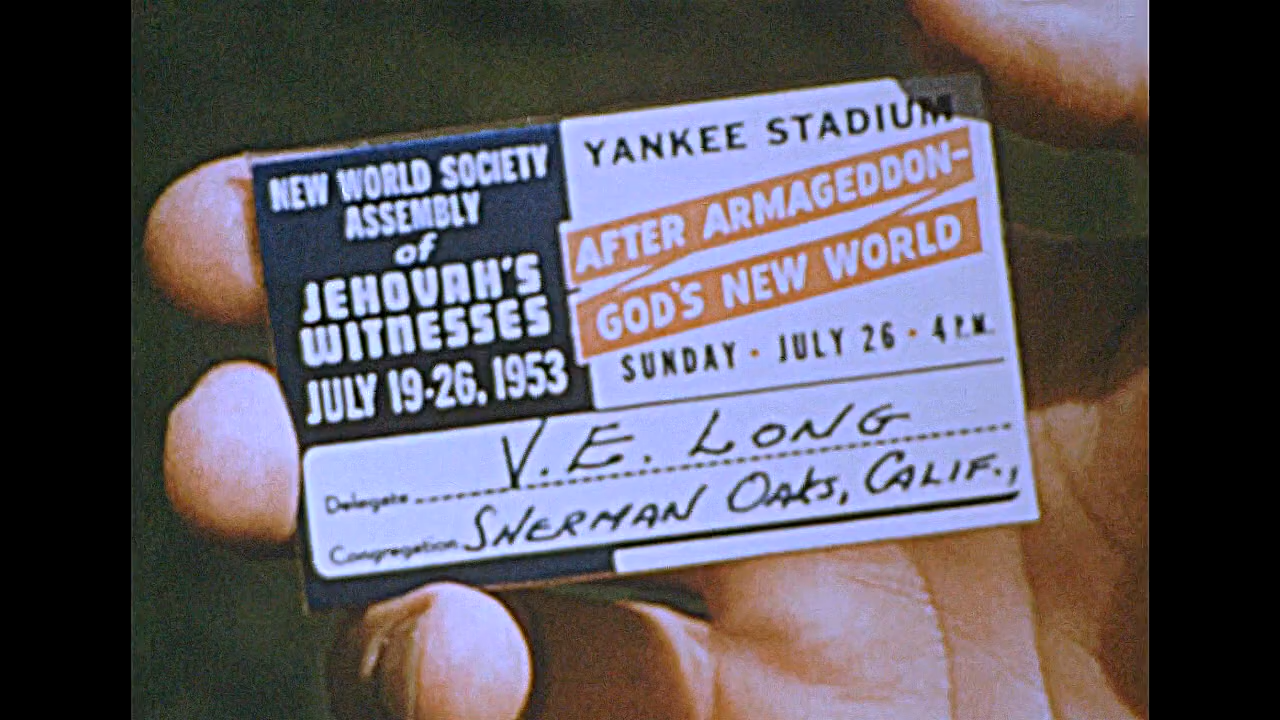 NEW WORLD SOCIETY
ASSEMBLY
of
JEHOVAH'S
WITNESSES
JULY 19-26, 1953
YANKEE STADIUM
AFTER ARMAGEDDON-
GOD'S NEW WORLD
SUNDAY · JULY 26 · 4 P.M.
Delegate V. E. LONG
Congregation SHERMAN OAKS, CALIF.,